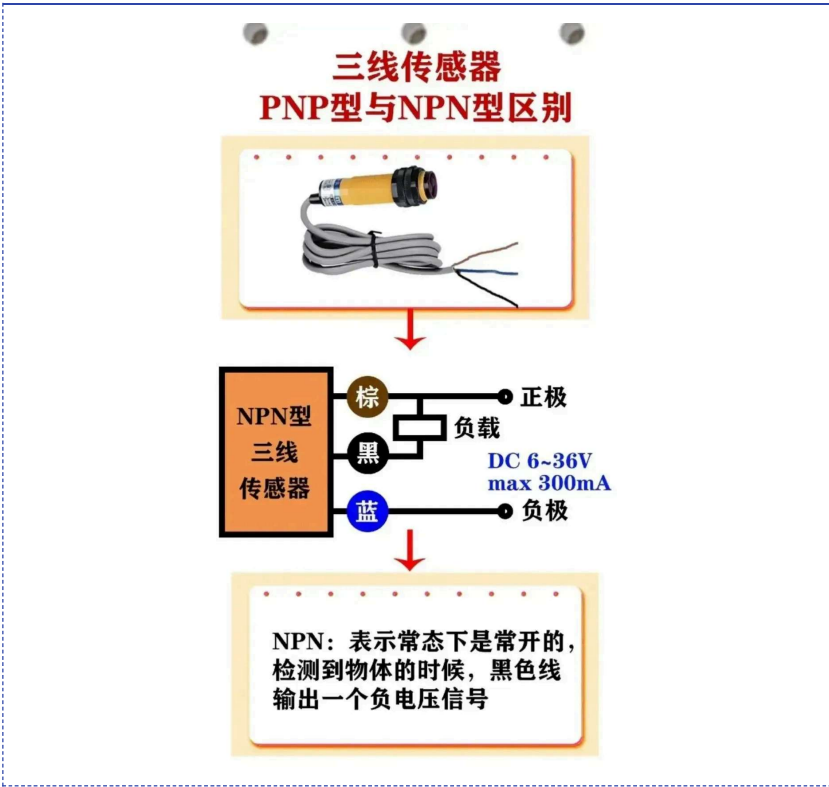 三线传感器
PNP型与NPN型区别
NPN型
三线
传感器
棕
黑
蓝
正极
负载
DC 6~36V
max 300mA
负极
NPN：表示常态下是常开的，
检测到物体的时候，黑色线
输出一个负电压信号